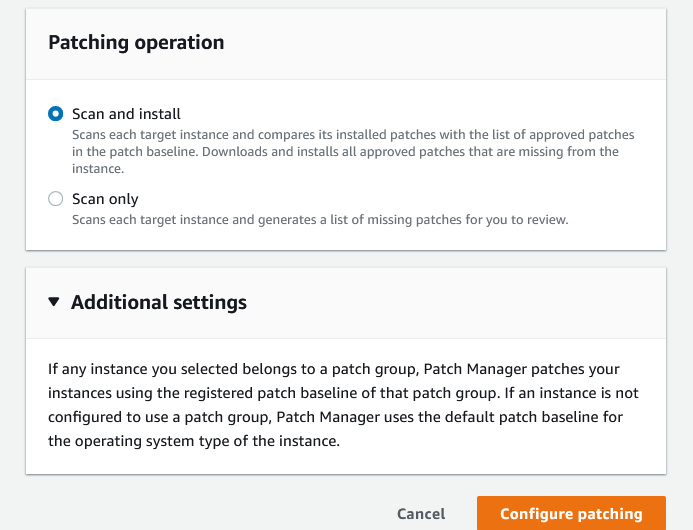 Patching operation
Scan and install
Scans each target instance and compares its installed patches with the list of approved patches
in the patch baseline. Downloads and installs all approved patches that are missing from the
instance.
Scan only
Scans each target instance and generates a list of missing patches for you to review.
Additional settings
If any instance you selected belongs to a patch group, Patch Manager patches your
instances using the registered patch baseline of that patch group. If an instance is not
configured to use a patch group, Patch Manager uses the default patch baseline for
the operating system type of the instance.
Cancel Configure patching